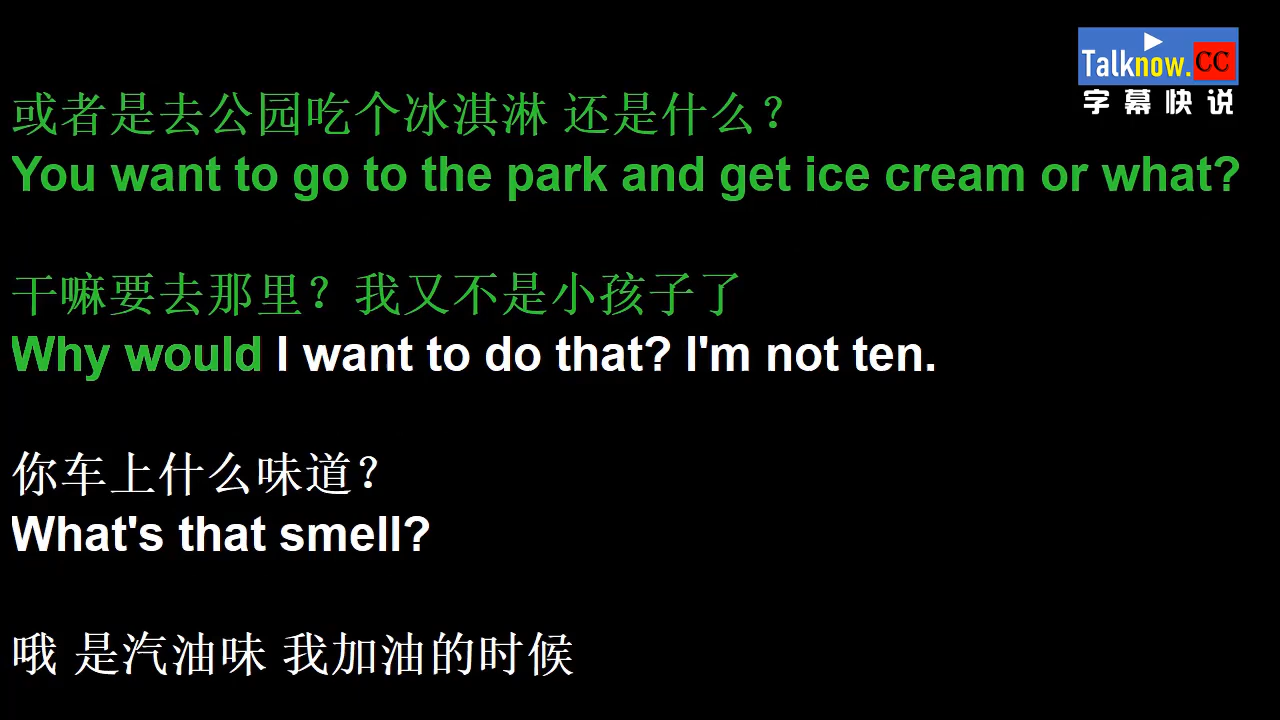 Talknow.CC
字幕快说
或者是去公园吃个冰淇淋 还是什么?
You want to go to the park and get ice cream or what?
干嘛要去那里? 我又不是小孩子了
Why would I want to do that? I'm not ten.
你车上什么味道?
What's that smell?
哦 是汽油味 我加油的时候